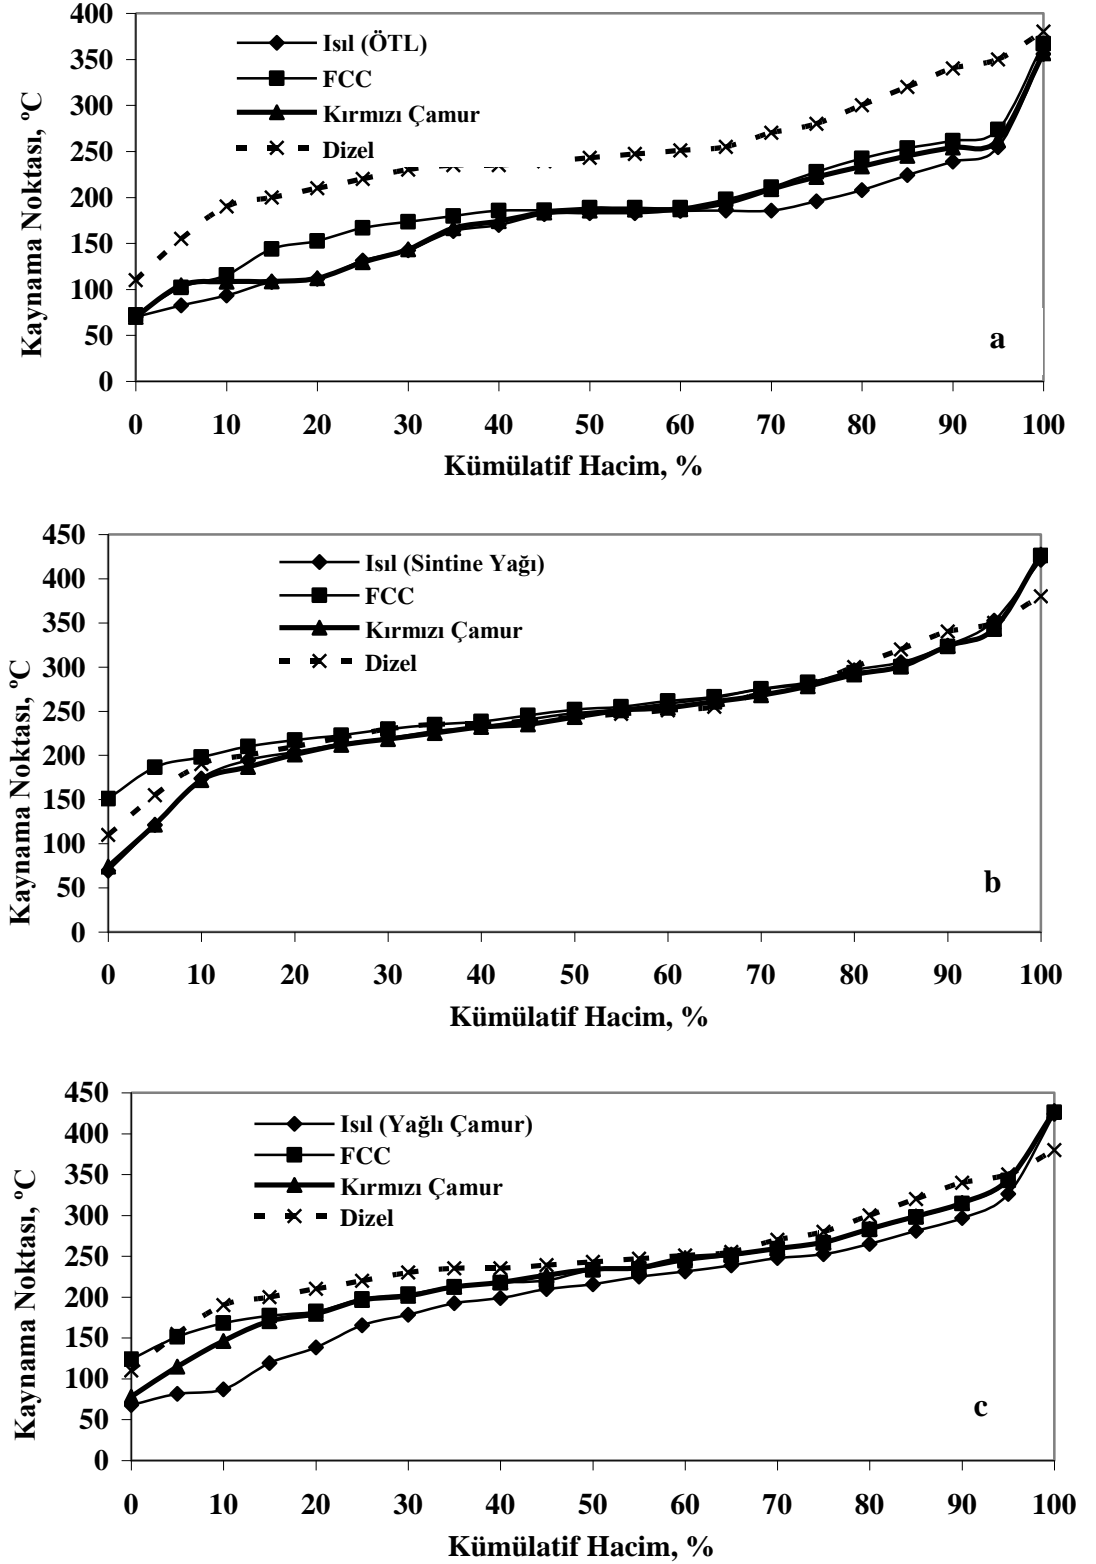 400
350
300
250
200
150
100
50
0
Kaynama Noktası, ºC
Isıl (ÖTL)
FCC
Kırmızı Çamur
Dizel
a
0 10 20 30 40 50 60 70 80 90 100
Kümülatif Hacim, %
450
400
350
300
250
200
150
100
50
0
Kaynama Noktası, ºC
Isıl (Sintine Yağı)
FCC
Kırmızı Çamur
Dizel
b
0 10 20 30 40 50 60 70 80 90 100
Kümülatif Hacim, %
450
400
350
300
250
200
150
100
50
0
Kaynama Noktası, ºC
Isıl (Yağlı Çamur)
FCC
Kırmızı Çamur
Dizel
c
0 10 20 30 40 50 60 70 80 90 100
Kümülatif Hacim, %